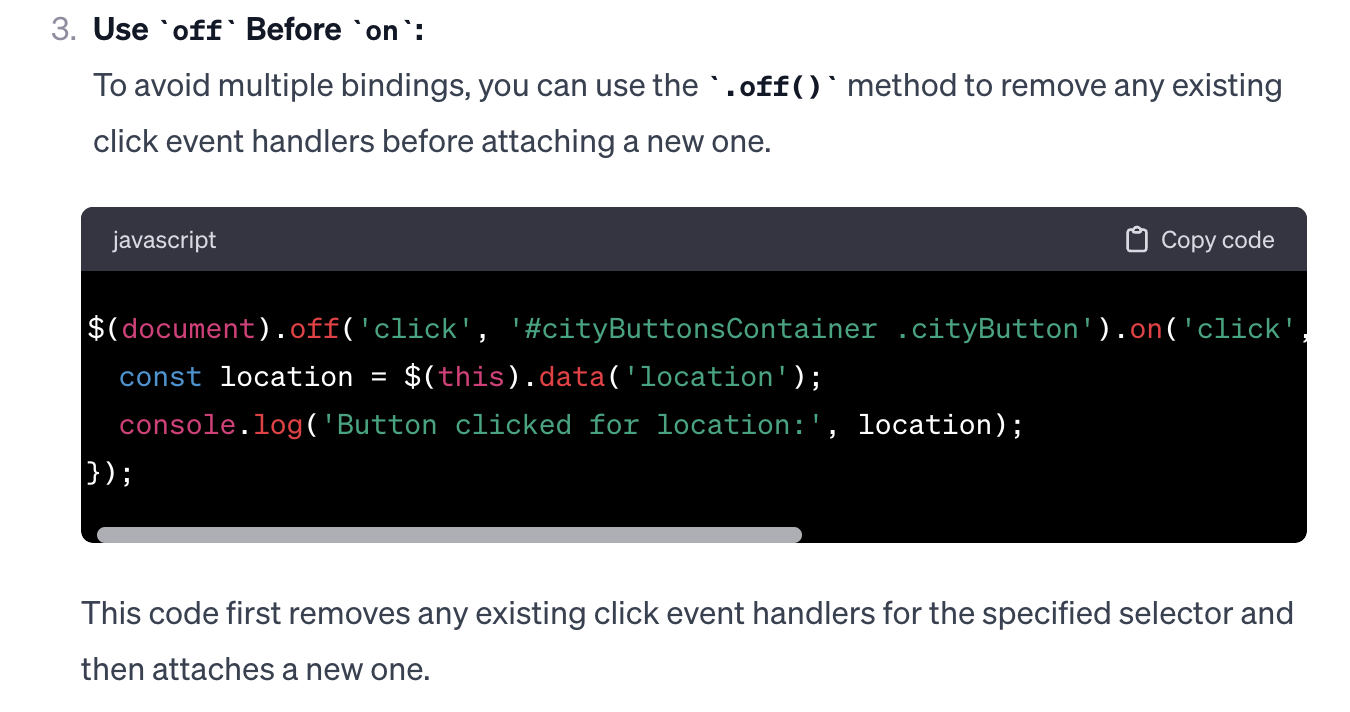 3. Use `off` Before `on`:
To avoid multiple bindings, you can use the `.off()` method to remove any existing
click event handlers before attaching a new one.
javascript Copy code
$(document).off('click', '#cityButtonsContainer .cityButton').on('click',
  const location = $(this).data('location');
  console.log('Button clicked for location:', location);
});
This code first removes any existing click event handlers for the specified selector and
then attaches a new one.